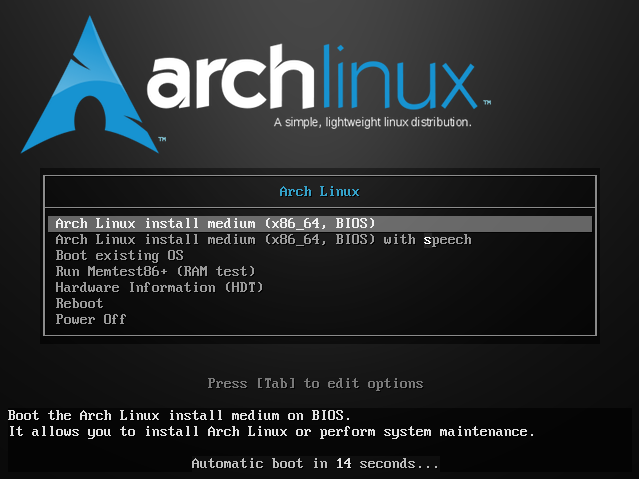 archlinux™
A simple, lightweight linux distribution.
™
Arch Linux
Arch Linux install medium (x86_64, BIOS)
Arch Linux install medium (x86_64, BIOS) with speech
Boot existing OS
Run Memtest86+ (RAM test)
Hardware Information (HDT)
Reboot
Power Off
Press [Tab] to edit options
Boot the Arch Linux install medium on BIOS.
It allows you to install Arch Linux or perform system maintenance.
Automatic boot in 14 seconds...